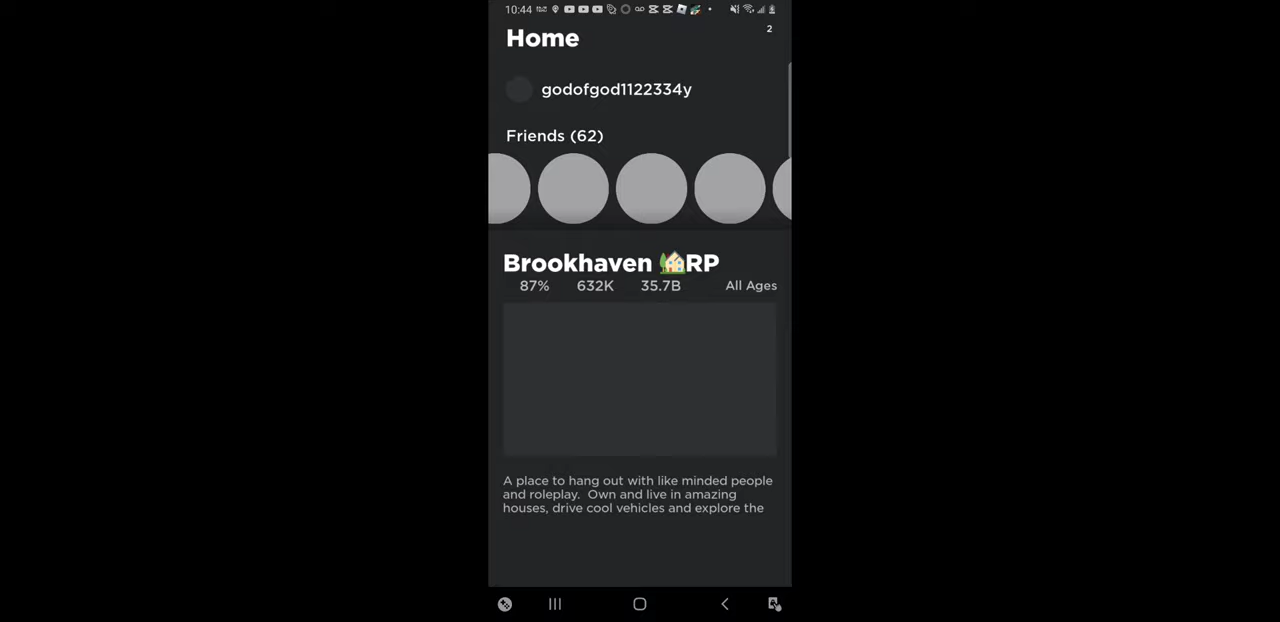 10:44
2
Home
godofgod1122334y
Friends (62)
Brookhaven 🏡RP
87% 632K 35.7B All Ages
A place to hang out with like minded people
and roleplay. Own and live in amazing
houses, drive cool vehicles and explore the